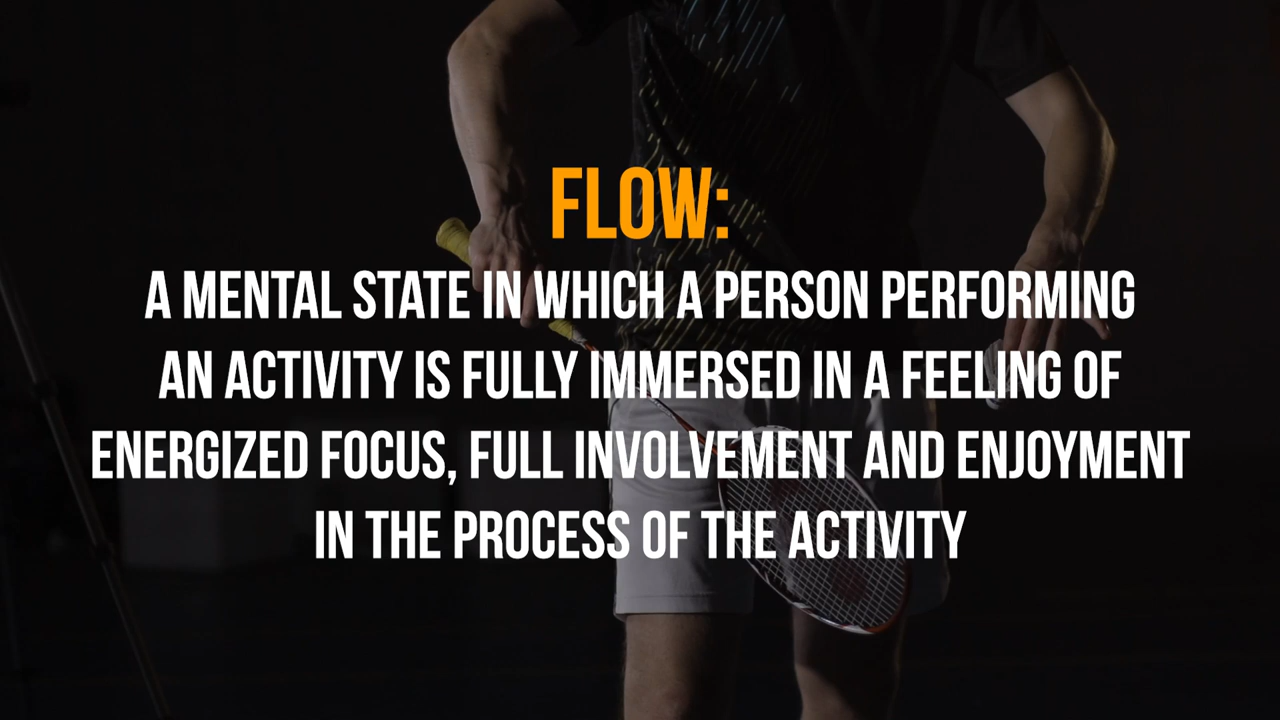 FLOW:
A MENTAL STATE IN WHICH A PERSON PERFORMING
AN ACTIVITY IS FULLY IMMERSED IN A FEELING OF
ENERGIZED FOCUS, FULL INVOLVEMENT AND ENJOYMENT
IN THE PROCESS OF THE ACTIVITY